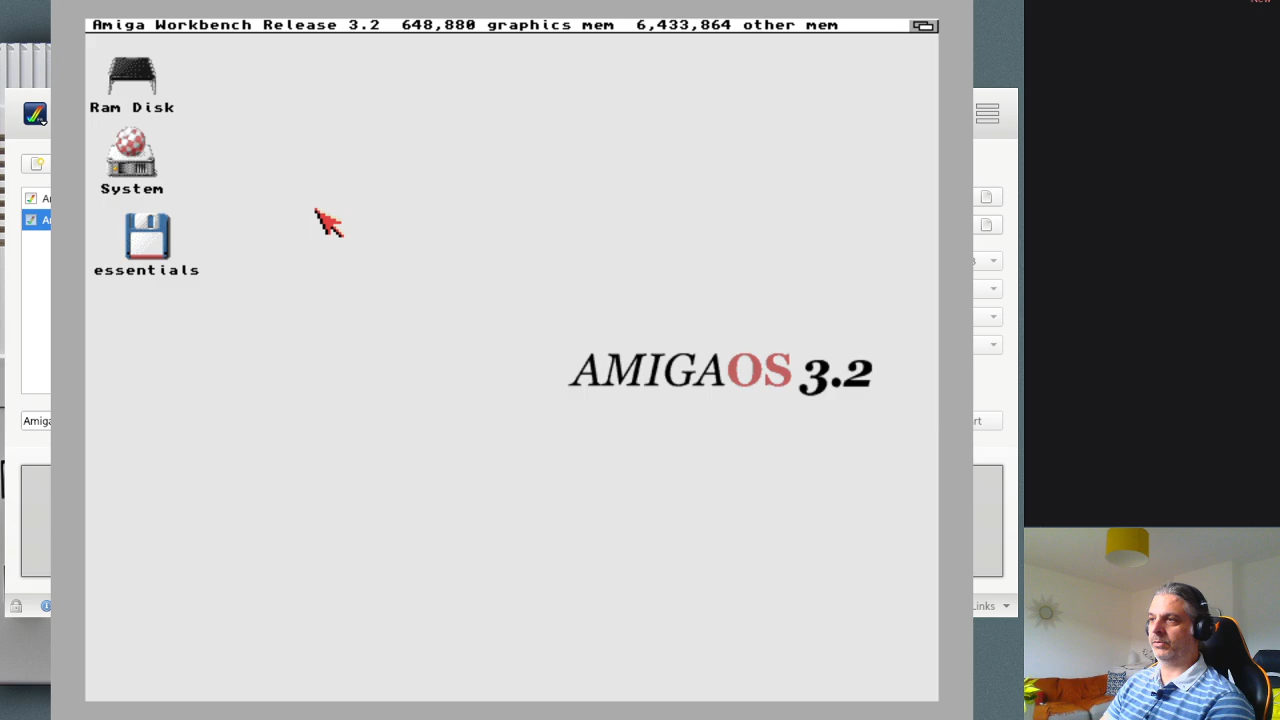 New
Amiga Workbench Release 3.2  648,880 graphics mem  6,433,864 other mem
Ram Disk
System
essentials
AMIGAOS 3.2
Amiga
Links